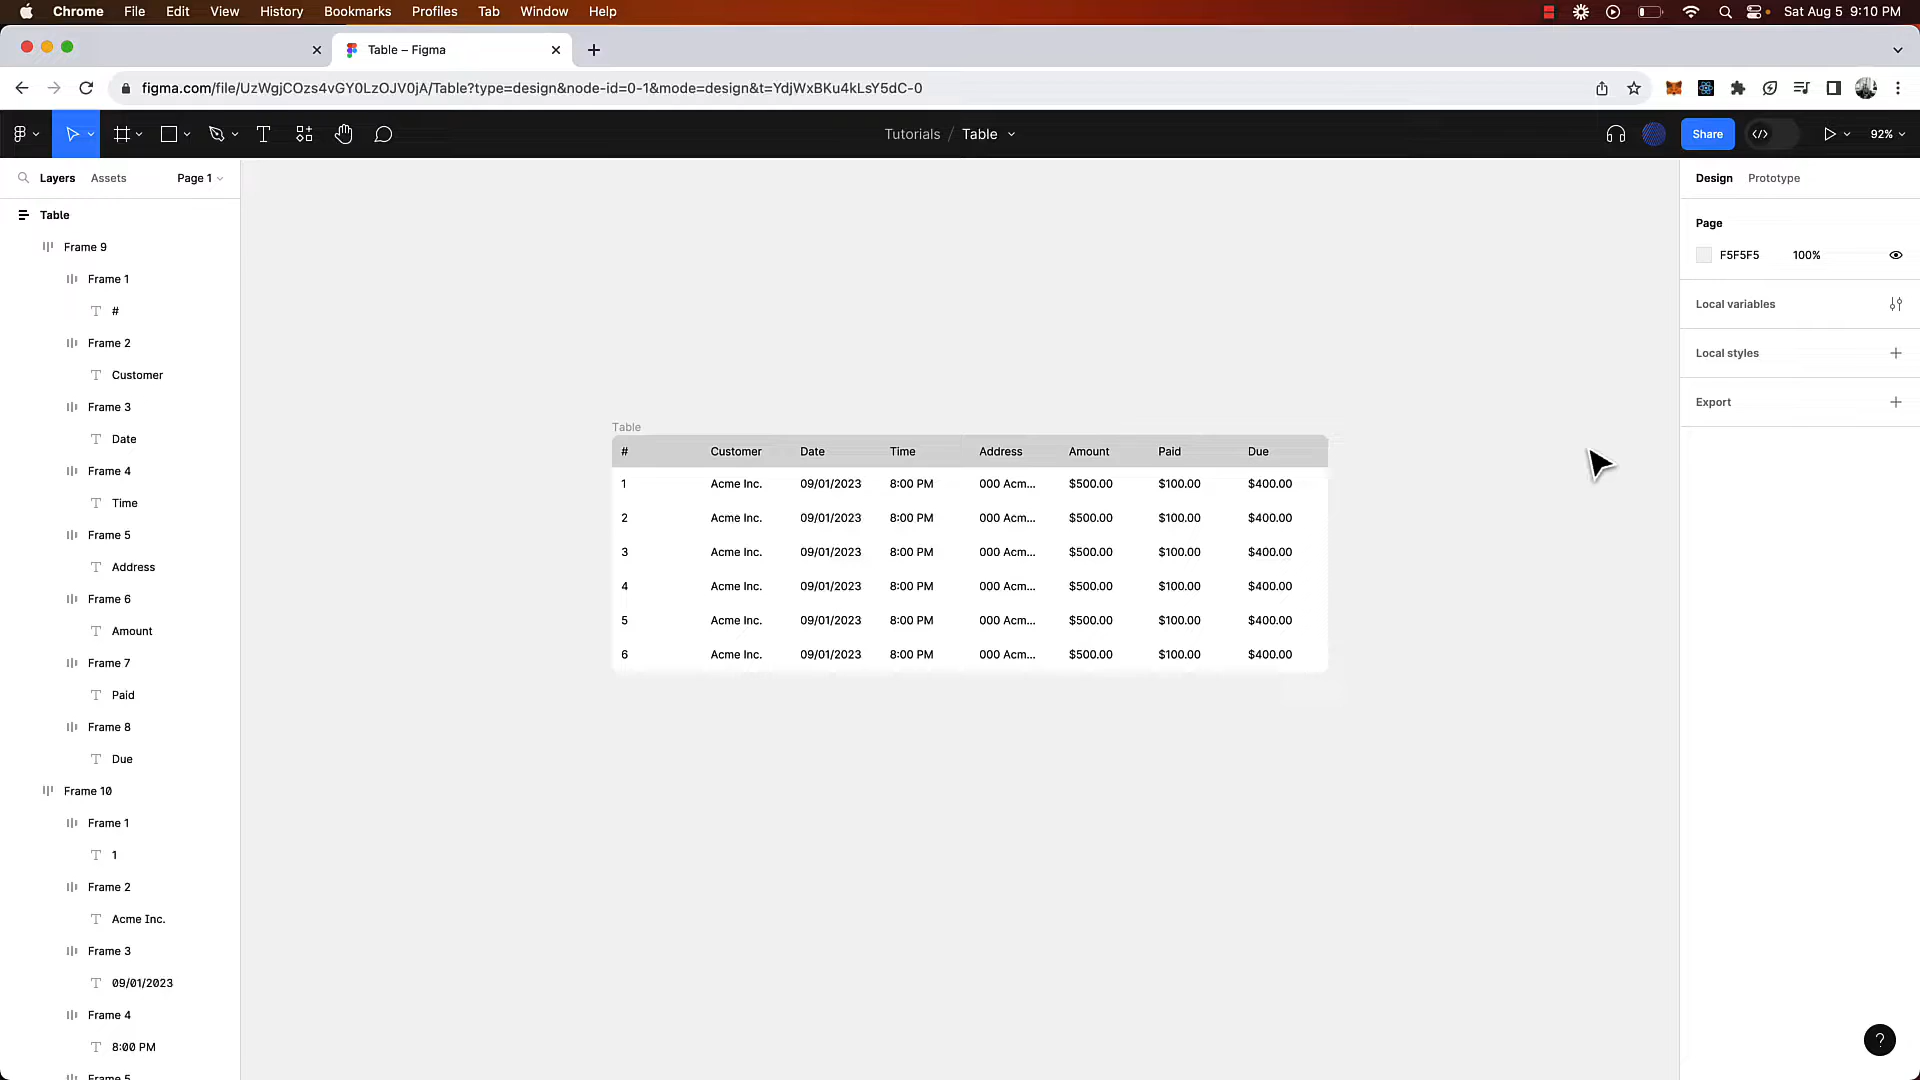 Chrome File Edit View History Bookmarks Profiles Tab Window Help Sat Aug 5 9:10 PM
Table – Figma
figma.com/file/UzWgjCOzs4vGY0LzOJV0jA/Table?type=design&node-id=0-1&mode=design&t=YdjWxBKu4kLsY5dC-0
Tutorials / Table Share 92%
Layers Assets Page 1
Table
Frame 9
Frame 1
#
Frame 2
Customer
Frame 3
Date
Frame 4
Time
Frame 5
Address
Frame 6
Amount
Frame 7
Paid
Frame 8
Due
Frame 10
Frame 1
1
Frame 2
Acme Inc.
Frame 3
09/01/2023
Frame 4
8:00 PM
Frame 5
Table
# Customer Date Time Address Amount Paid Due
1 Acme Inc. 09/01/2023 8:00 PM 000 Acm... $500.00 $100.00 $400.00
2 Acme Inc. 09/01/2023 8:00 PM 000 Acm... $500.00 $100.00 $400.00
3 Acme Inc. 09/01/2023 8:00 PM 000 Acm... $500.00 $100.00 $400.00
4 Acme Inc. 09/01/2023 8:00 PM 000 Acm... $500.00 $100.00 $400.00
5 Acme Inc. 09/01/2023 8:00 PM 000 Acm... $500.00 $100.00 $400.00
6 Acme Inc. 09/01/2023 8:00 PM 000 Acm... $500.00 $100.00 $400.00
Design Prototype
Page
F5F5F5 100%
Local variables
Local styles
Export
?